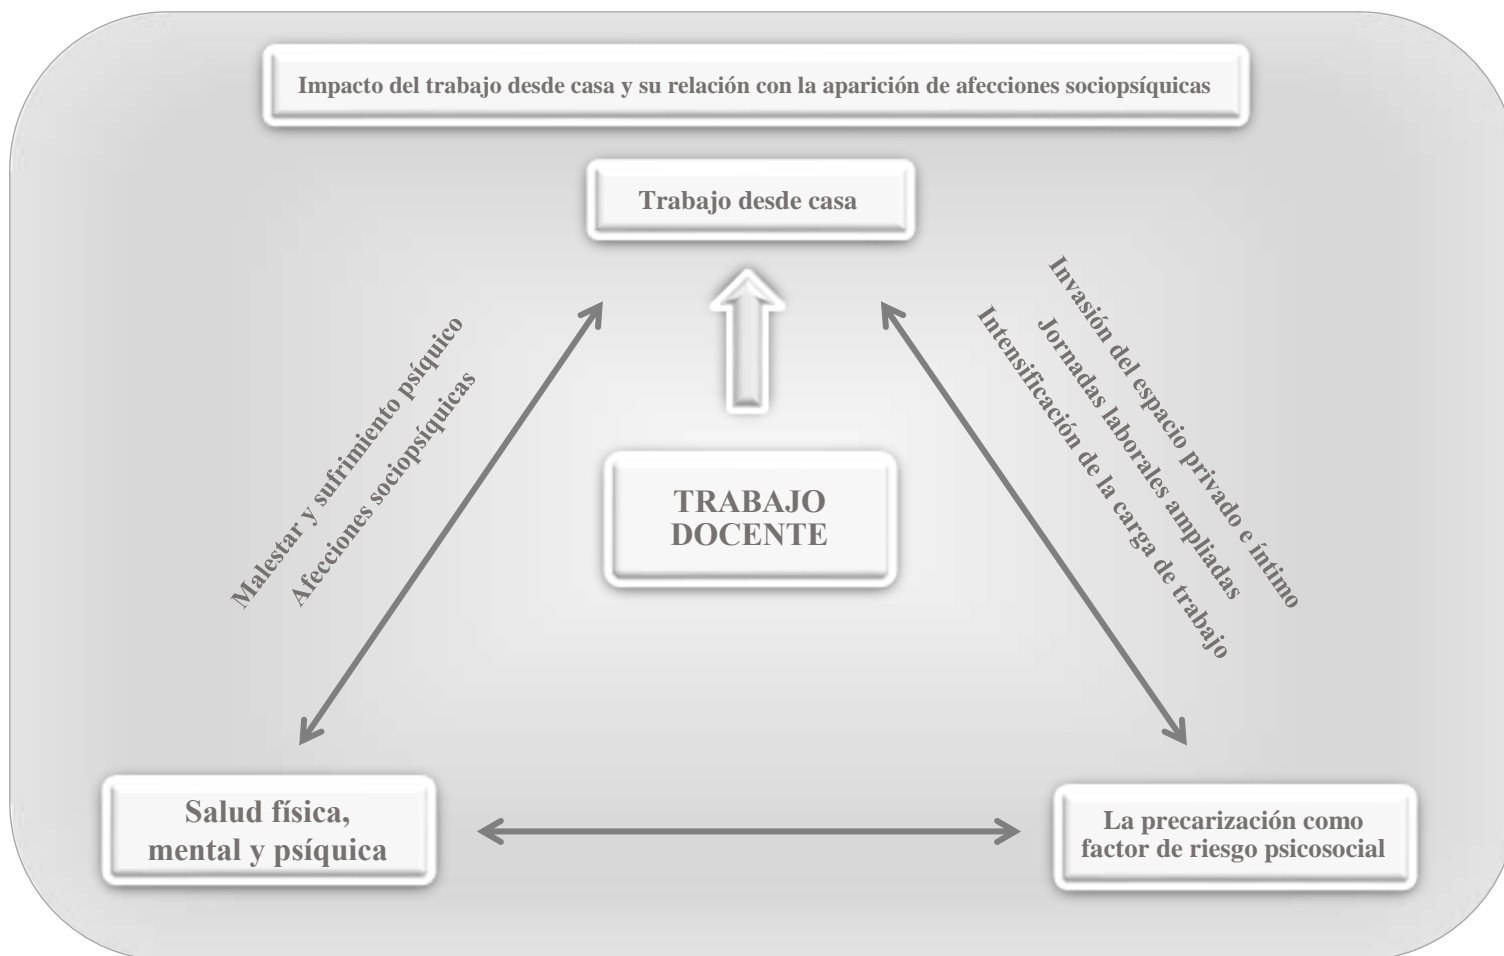 Impacto del trabajo desde casa y su relación con la aparición de afecciones sociopsíquicas
Trabajo desde casa
Malestar y sufrimiento psíquico
Afecciones sociopsíquicas
Invasión del espacio privado e íntimo
Jornadas laborales ampliadas
Intensificación de la carga de trabajo
TRABAJO
DOCENTE
Salud física,
mental y psíquica
La precarización como
factor de riesgo psicosocial